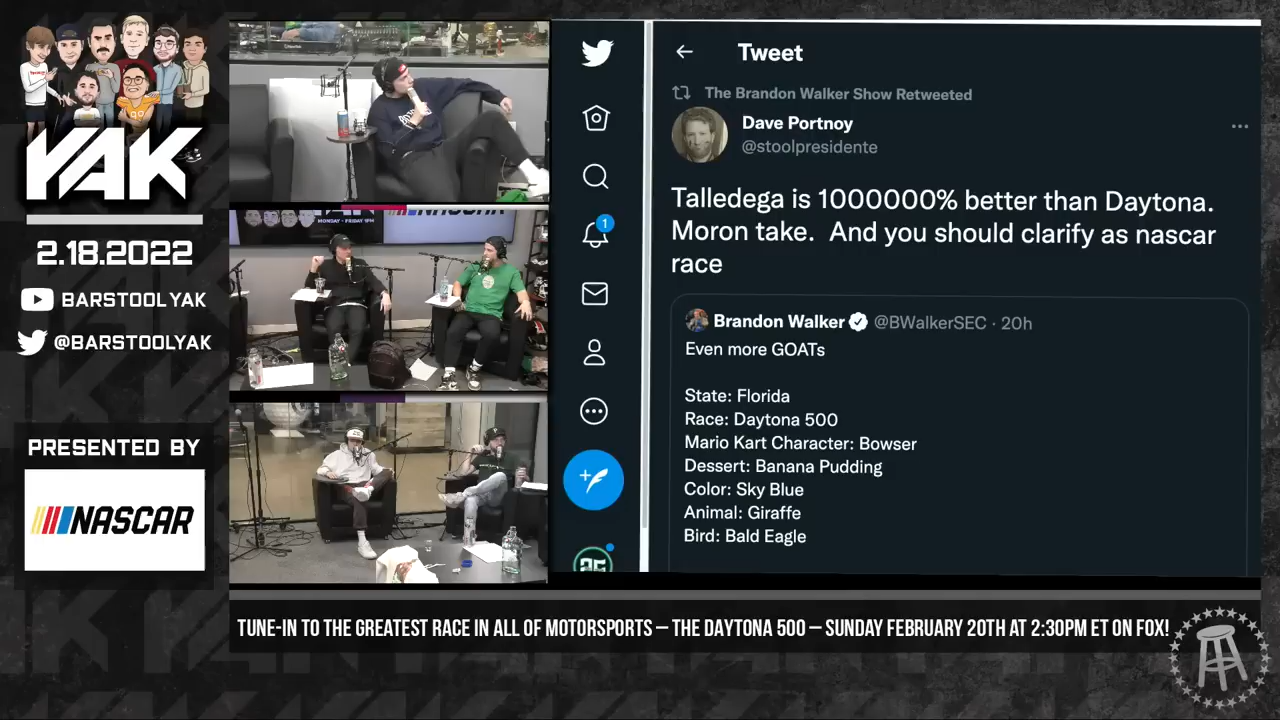 YAK
2.18.2022
BARSTOOLYAK
@BARSTOOLYAK
PRESENTED BY
NASCAR
MONDAY - FRIDAY 1PM
Tweet
The Brandon Walker Show Retweeted
Dave Portnoy
@stoolpresidente
Talledega is 1000000% better than Daytona.
Moron take. And you should clarify as nascar
race
Brandon Walker @BWalkerSEC · 20h
Even more GOATs
State: Florida
Race: Daytona 500
Mario Kart Character: Bowser
Dessert: Banana Pudding
Color: Sky Blue
Animal: Giraffe
Bird: Bald Eagle
1
TUNE-IN TO THE GREATEST RACE IN ALL OF MOTORSPORTS – THE DAYTONA 500 – SUNDAY FEBRUARY 20TH AT 2:30PM ET ON FOX!